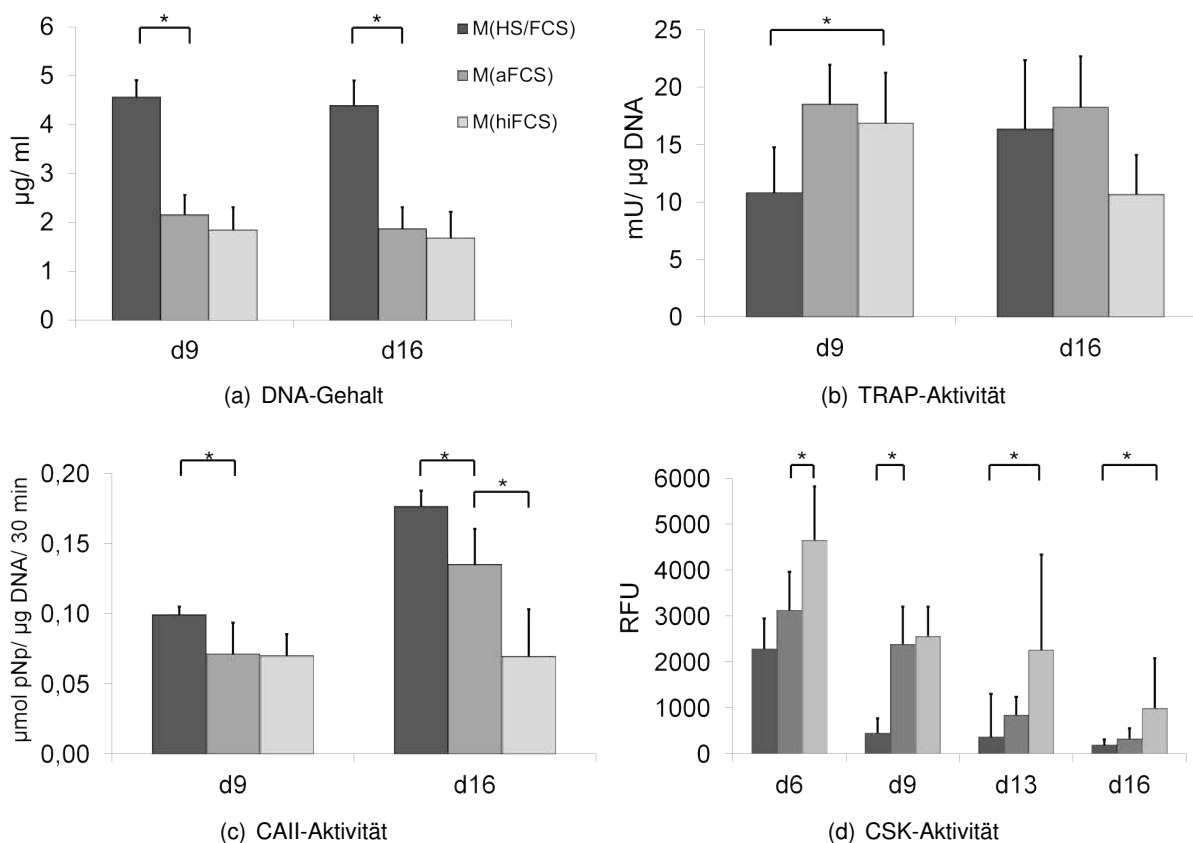 *
*
M(HS/FCS)
M(aFCS)
M(hiFCS)
6
5
4
3
2
1
0
µg/ ml
d9
d16
(a) DNA-Gehalt
*
25
20
15
10
5
0
mU/ µg DNA
d9
d16
(b) TRAP-Aktivität
*
*
*
0,20
0,15
0,10
0,05
0,00
µmol pNp/ µg DNA/ 30 min
d9
d16
(c) CAII-Aktivität
*
*
*
*
6000
5000
4000
3000
2000
1000
0
RFU
d6
d9
d13
d16
(d) CSK-Aktivität